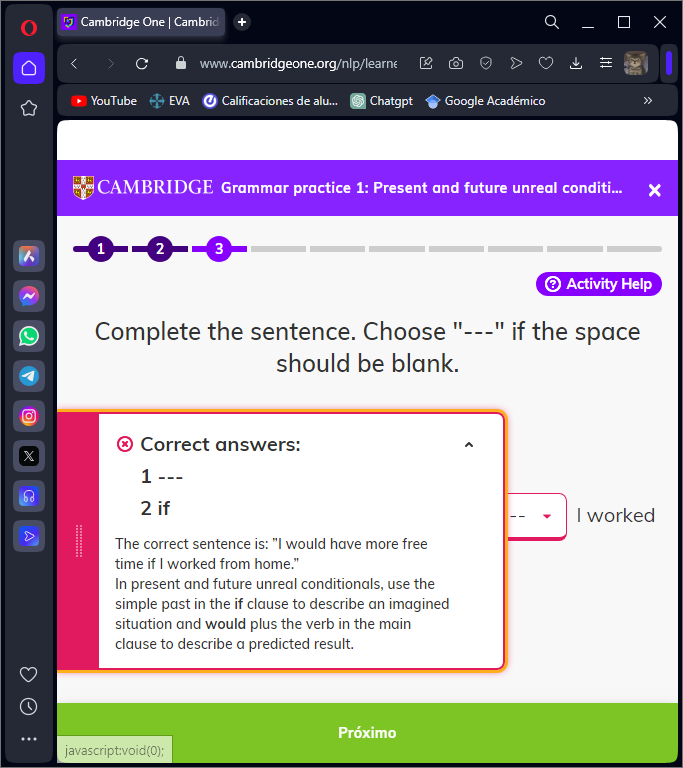 Cambridge One | Cambrid
www.cambridgeone.org/nlp/learne
YouTube
EVA
Calificaciones de alu...
Chatgpt
Google Académico
CAMBRIDGE
Grammar practice 1: Present and future unreal conditi...
1 2 3
Activity Help
Complete the sentence. Choose "---" if the space
should be blank.
Correct answers:
1 ---
2 if
The correct sentence is: "I would have more free
time if I worked from home."
In present and future unreal conditionals, use the
simple past in the if clause to describe an imagined
situation and would plus the verb in the main
clause to describe a predicted result.
-- I worked
Próximo
javascript:void(0);